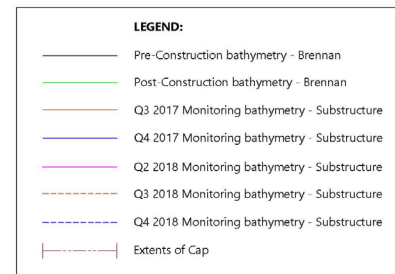 LEGEND:
Pre-Construction bathymetry - Brennan
Post-Construction bathymetry - Brennan
Q3 2017 Monitoring bathymetry - Substructure
Q4 2017 Monitoring bathymetry - Substructure
Q2 2018 Monitoring bathymetry - Substructure
Q3 2018 Monitoring bathymetry - Substructure
Q4 2018 Monitoring bathymetry - Substructure
Extents of Cap